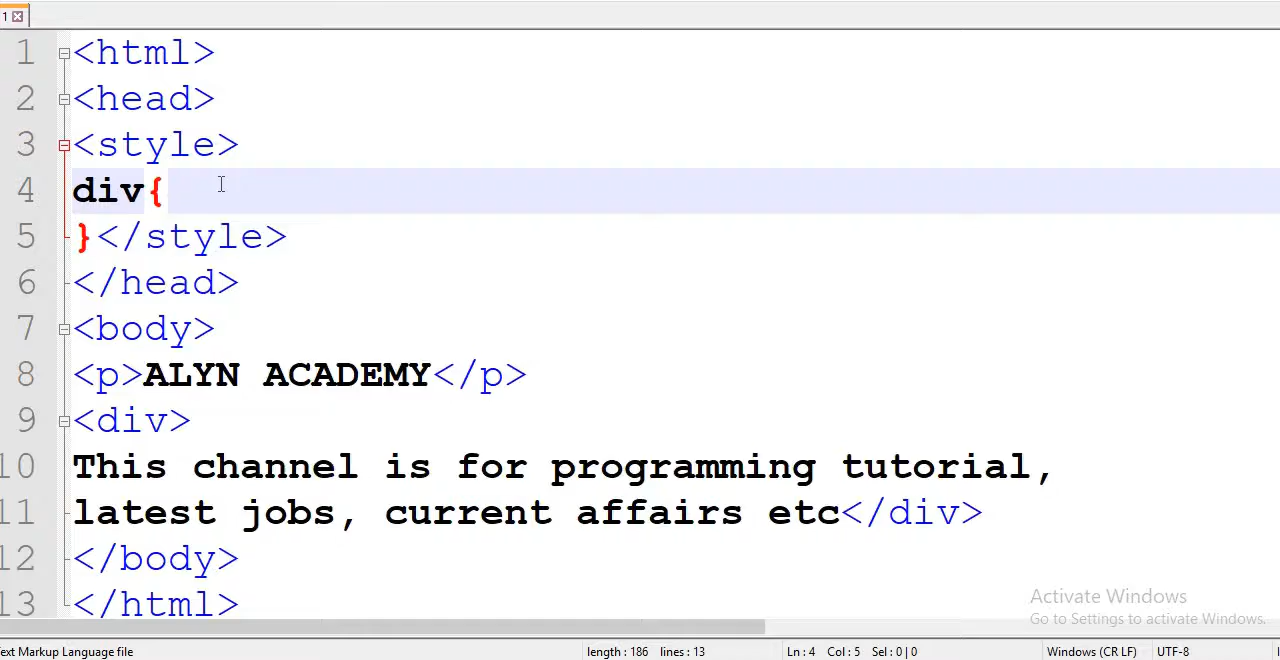 1
1 <html>
2 <head>
3 <style>
4 div{
5 }</style>
6 </head>
7 <body>
8 <p>ALYN ACADEMY</p>
9 <div>
10 This channel is for programming tutorial,
11 latest jobs, current affairs etc</div>
12 </body>
13 </html>
Activate Windows
Go to Settings to activate Windows.
ext Markup Language file length : 186 lines : 13 Ln : 4 Col : 5 Sel : 0 | 0 Windows (CR LF) UTF-8